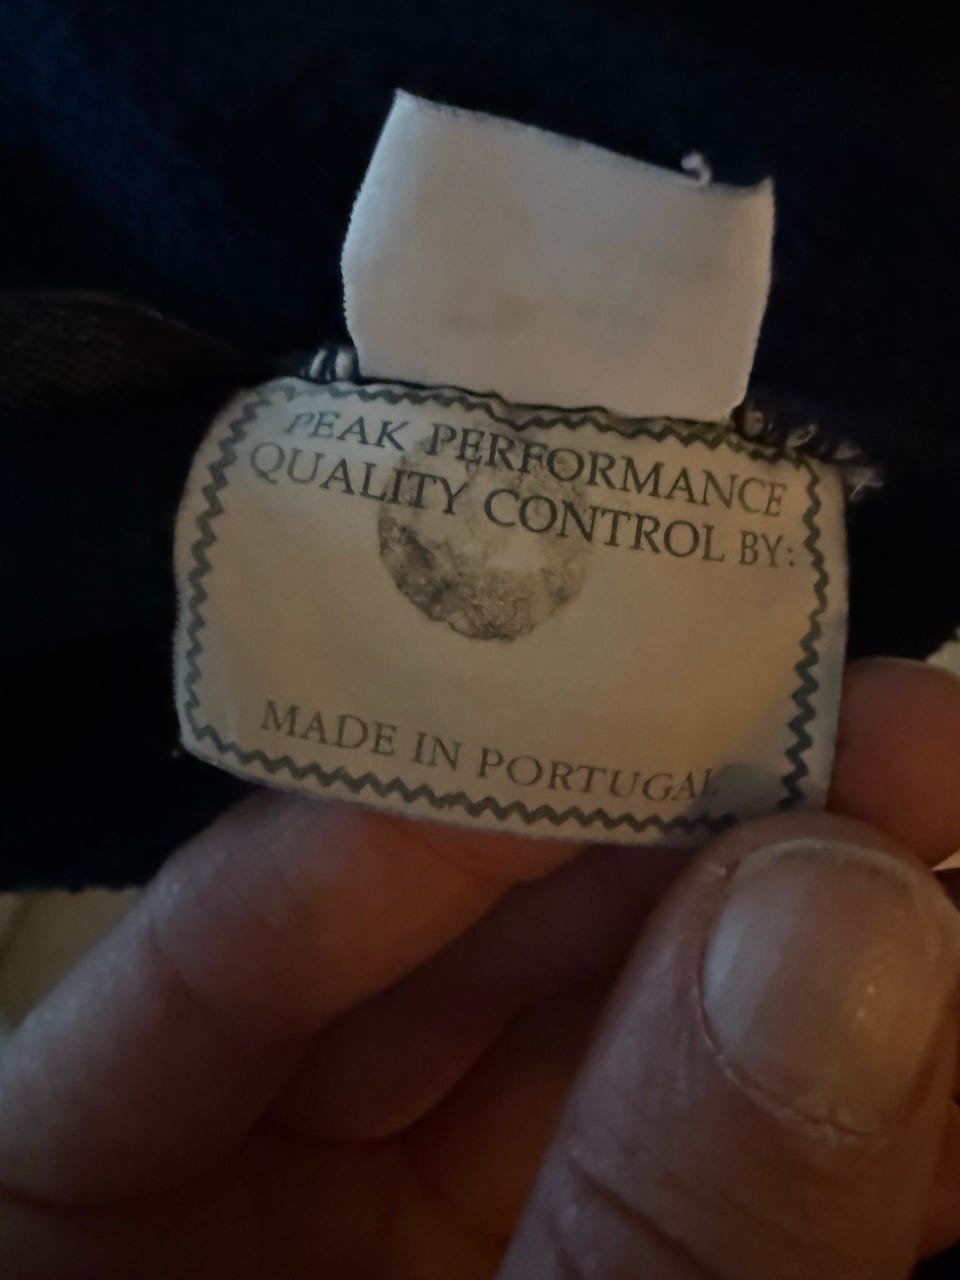 PEAK PERFORMANCE
QUALITY CONTROL BY:
MADE IN PORTUGAL